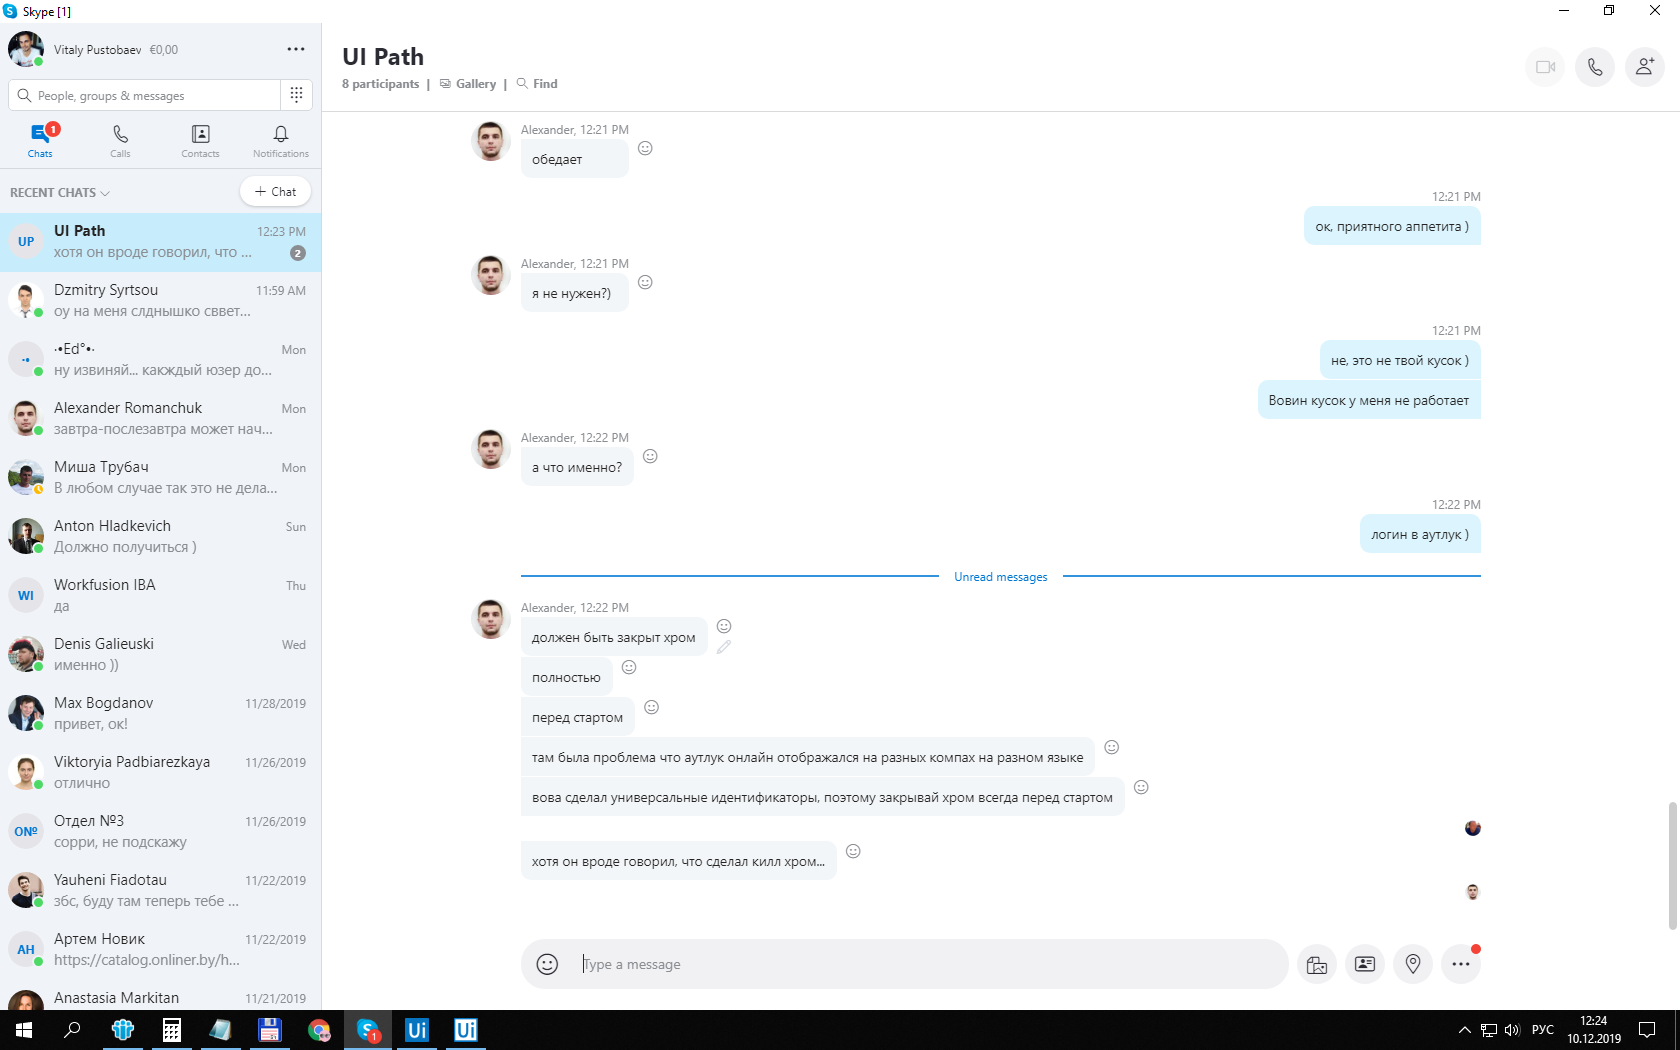 Skype [1]
Vitaly Pustobaev €0,00
People, groups & messages
1
Chats
Calls
Contacts
Notifications
RECENT CHATS
+ Chat
UP
UI Path
12:23 PM
хотя он вроде говорил, что ...
2
Dzmitry Syrtsou
11:59 AM
оу на меня слднышко сввет...
·•Ed°•·
Mon
ну извиняй... какждый юзер до...
Alexander Romanchuk
Mon
завтра-послезавтра может нач...
Миша Трубач
Mon
В любом случае так это не дела...
Anton Hladkevich
Sun
Должно получиться )
WI
Workfusion IBA
Thu
да
Denis Galieuski
Wed
именно ))
Max Bogdanov
11/28/2019
привет, ок!
Viktoryia Padbiarezkaya
11/26/2019
отлично
ОN№
Отдел №3
11/26/2019
сорри, не подскажу
Yauheni Fiadotau
11/22/2019
збс, буду там теперь тебе ...
АН
Артем Новик
11/22/2019
https://catalog.onliner.by/h...
Anastasia Markitan
11/21/2019
UI Path
8 participants | Gallery | Find
Alexander, 12:21 PM
обедает
12:21 PM
ок, приятного аппетита )
Alexander, 12:21 PM
я не нужен?)
12:21 PM
не, это не твой кусок )
Вовин кусок у меня не работает
Alexander, 12:22 PM
а что именно?
12:22 PM
логин в аутлук )
Unread messages
Alexander, 12:22 PM
должен быть закрыт хром
полностью
перед стартом
там была проблема что аутлук онлайн отображался на разных компах на разном языке
вова сделал универсальные идентификаторы, поэтому закрывай хром всегда перед стартом
хотя он вроде говорил, что сделал килл хром...
Type a message
1
Ui
Ui
РУС
12:24
10.12.2019